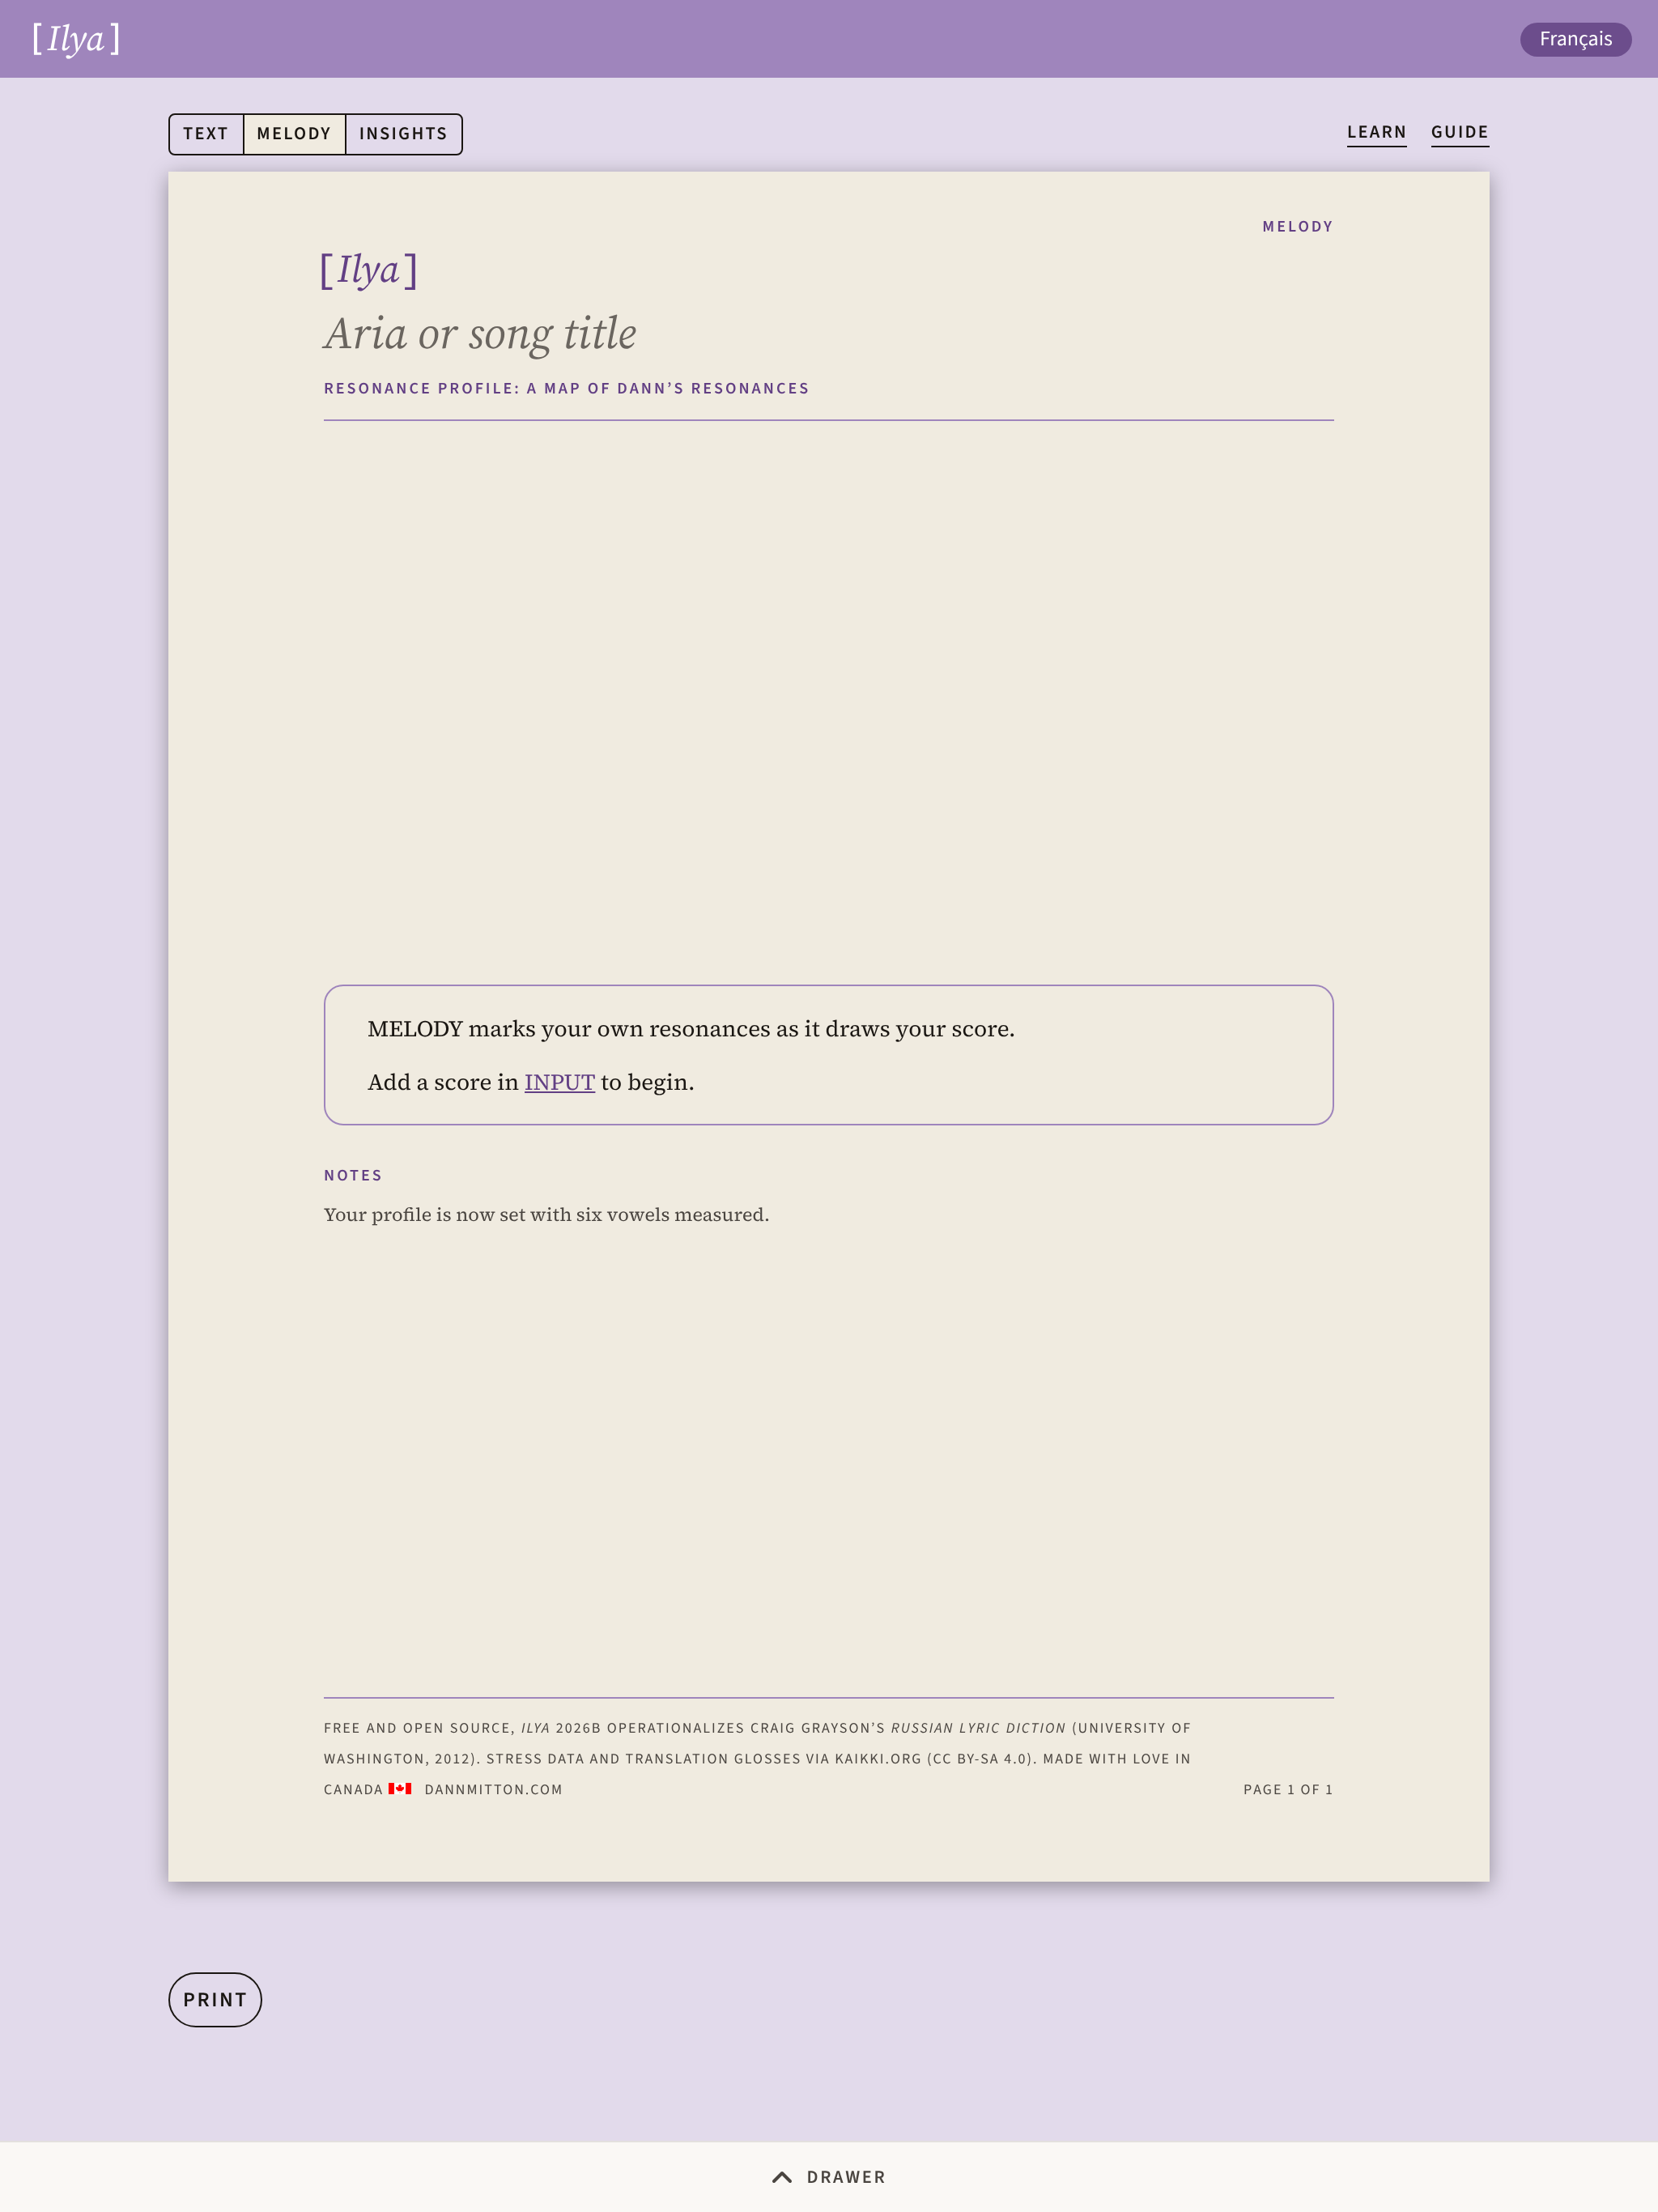 [Ilya]
Français
TEXT MELODY INSIGHTS
LEARN GUIDE
MELODY
[Ilya]
Aria or song title
RESONANCE PROFILE: A MAP OF DANN’S RESONANCES
MELODY marks your own resonances as it draws your score.
Add a score in INPUT to begin.
NOTES
Your profile is now set with six vowels measured.
FREE AND OPEN SOURCE, ILYA 2026B OPERATIONALIZES CRAIG GRAYSON’S RUSSIAN LYRIC DICTION (UNIVERSITY OF
WASHINGTON, 2012). STRESS DATA AND TRANSLATION GLOSSES VIA KAIKKI.ORG (CC BY-SA 4.0). MADE WITH LOVE IN
CANADA DANNMITTON.COM PAGE 1 OF 1
PRINT
DRAWER